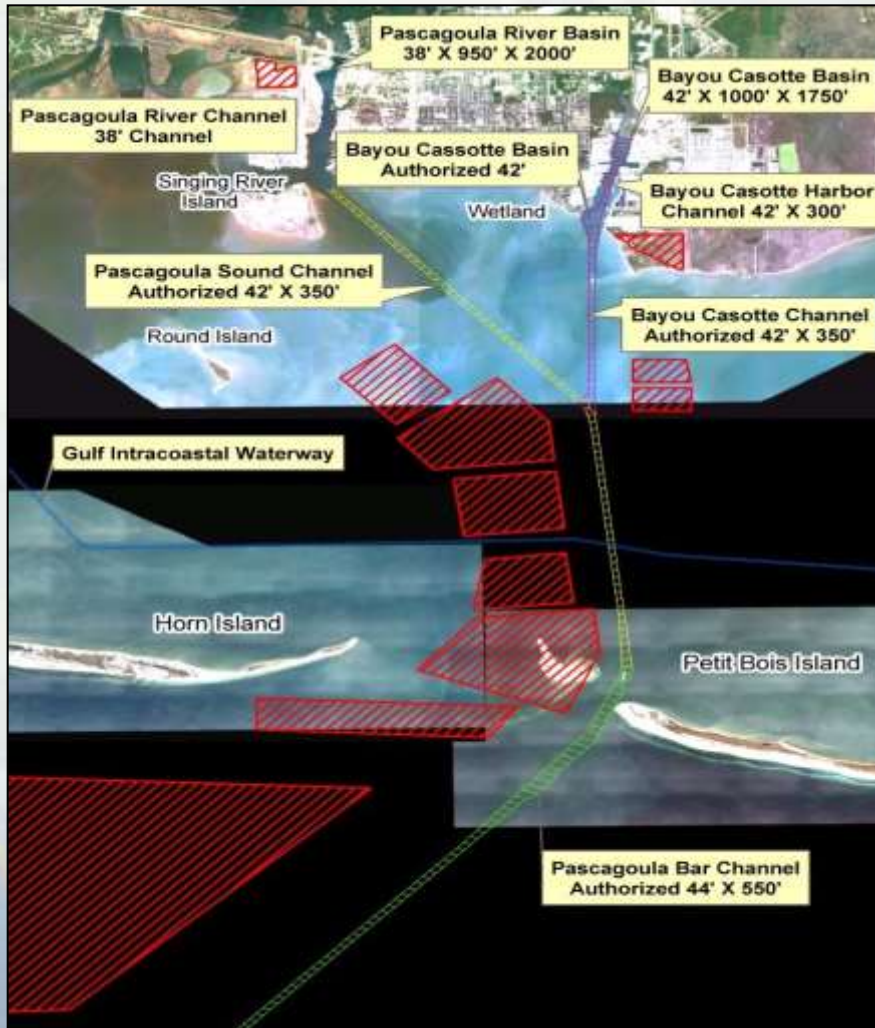 Pascagoula River Basin
38' X 950' X 2000'
Bayou Casotte Basin
42' X 1000' X 1750'
Pascagoula River Channel
38' Channel
Bayou Cassotte Basin
Authorized 42'
Singing River
Island
Wetland
Bayou Casotte Harbor
Channel 42' X 300'
Pascagoula Sound Channel
Authorized 42' X 350'
Bayou Casotte Channel
Authorized 42' X 350'
Round Island
Gulf Intracoastal Waterway
Horn Island
Petit Bois Island
Pascagoula Bar Channel
Authorized 44' X 550'